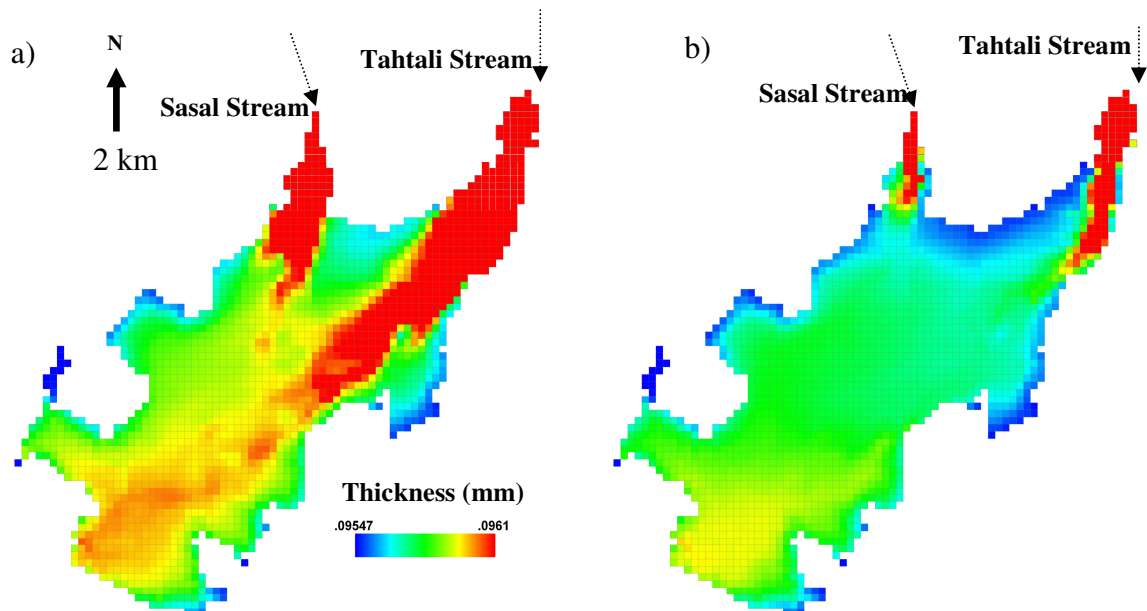 a)
N
2 km
Sasal Stream
Tahtali Stream
Thickness (mm)
.09547 .0961
b)
Sasal Stream
Tahtali Stream